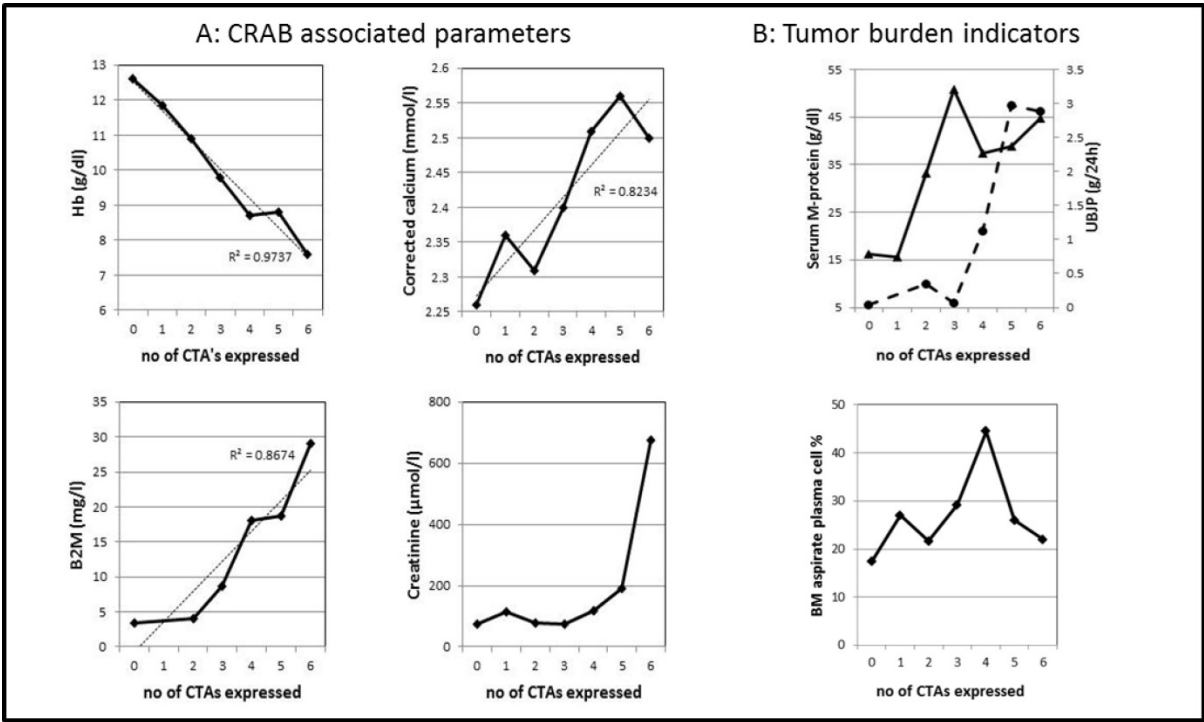 A: CRAB associated parameters
B: Tumor burden indicators
Hb (g/dl)
13
12
11
10
9
8
7
6
R² = 0.9737
0 1 2 3 4 5 6
no of CTA's expressed
Corrected calcium (mmol/l)
2.6
2.55
2.5
2.45
2.4
2.35
2.3
2.25
R² = 0.8234
0 1 2 3 4 5 6
no of CTAs expressed
Serum M-protein (g/dl)
55
45
35
25
15
5
3.5
3
2.5
2
1.5
1
0.5
0
UBJP (g/24h)
0 1 2 3 4 5 6
no of CTAs expressed
B2M (mg/l)
35
30
25
20
15
10
5
0
R² = 0.8674
0 1 2 3 4 5 6
no of CTAs expressed
Creatinine (µmol/l)
800
600
400
200
0
0 1 2 3 4 5 6
no of CTAs expressed
BM aspirate plasma cell %
50
40
30
20
10
0
0 1 2 3 4 5 6
no of CTAs expressed